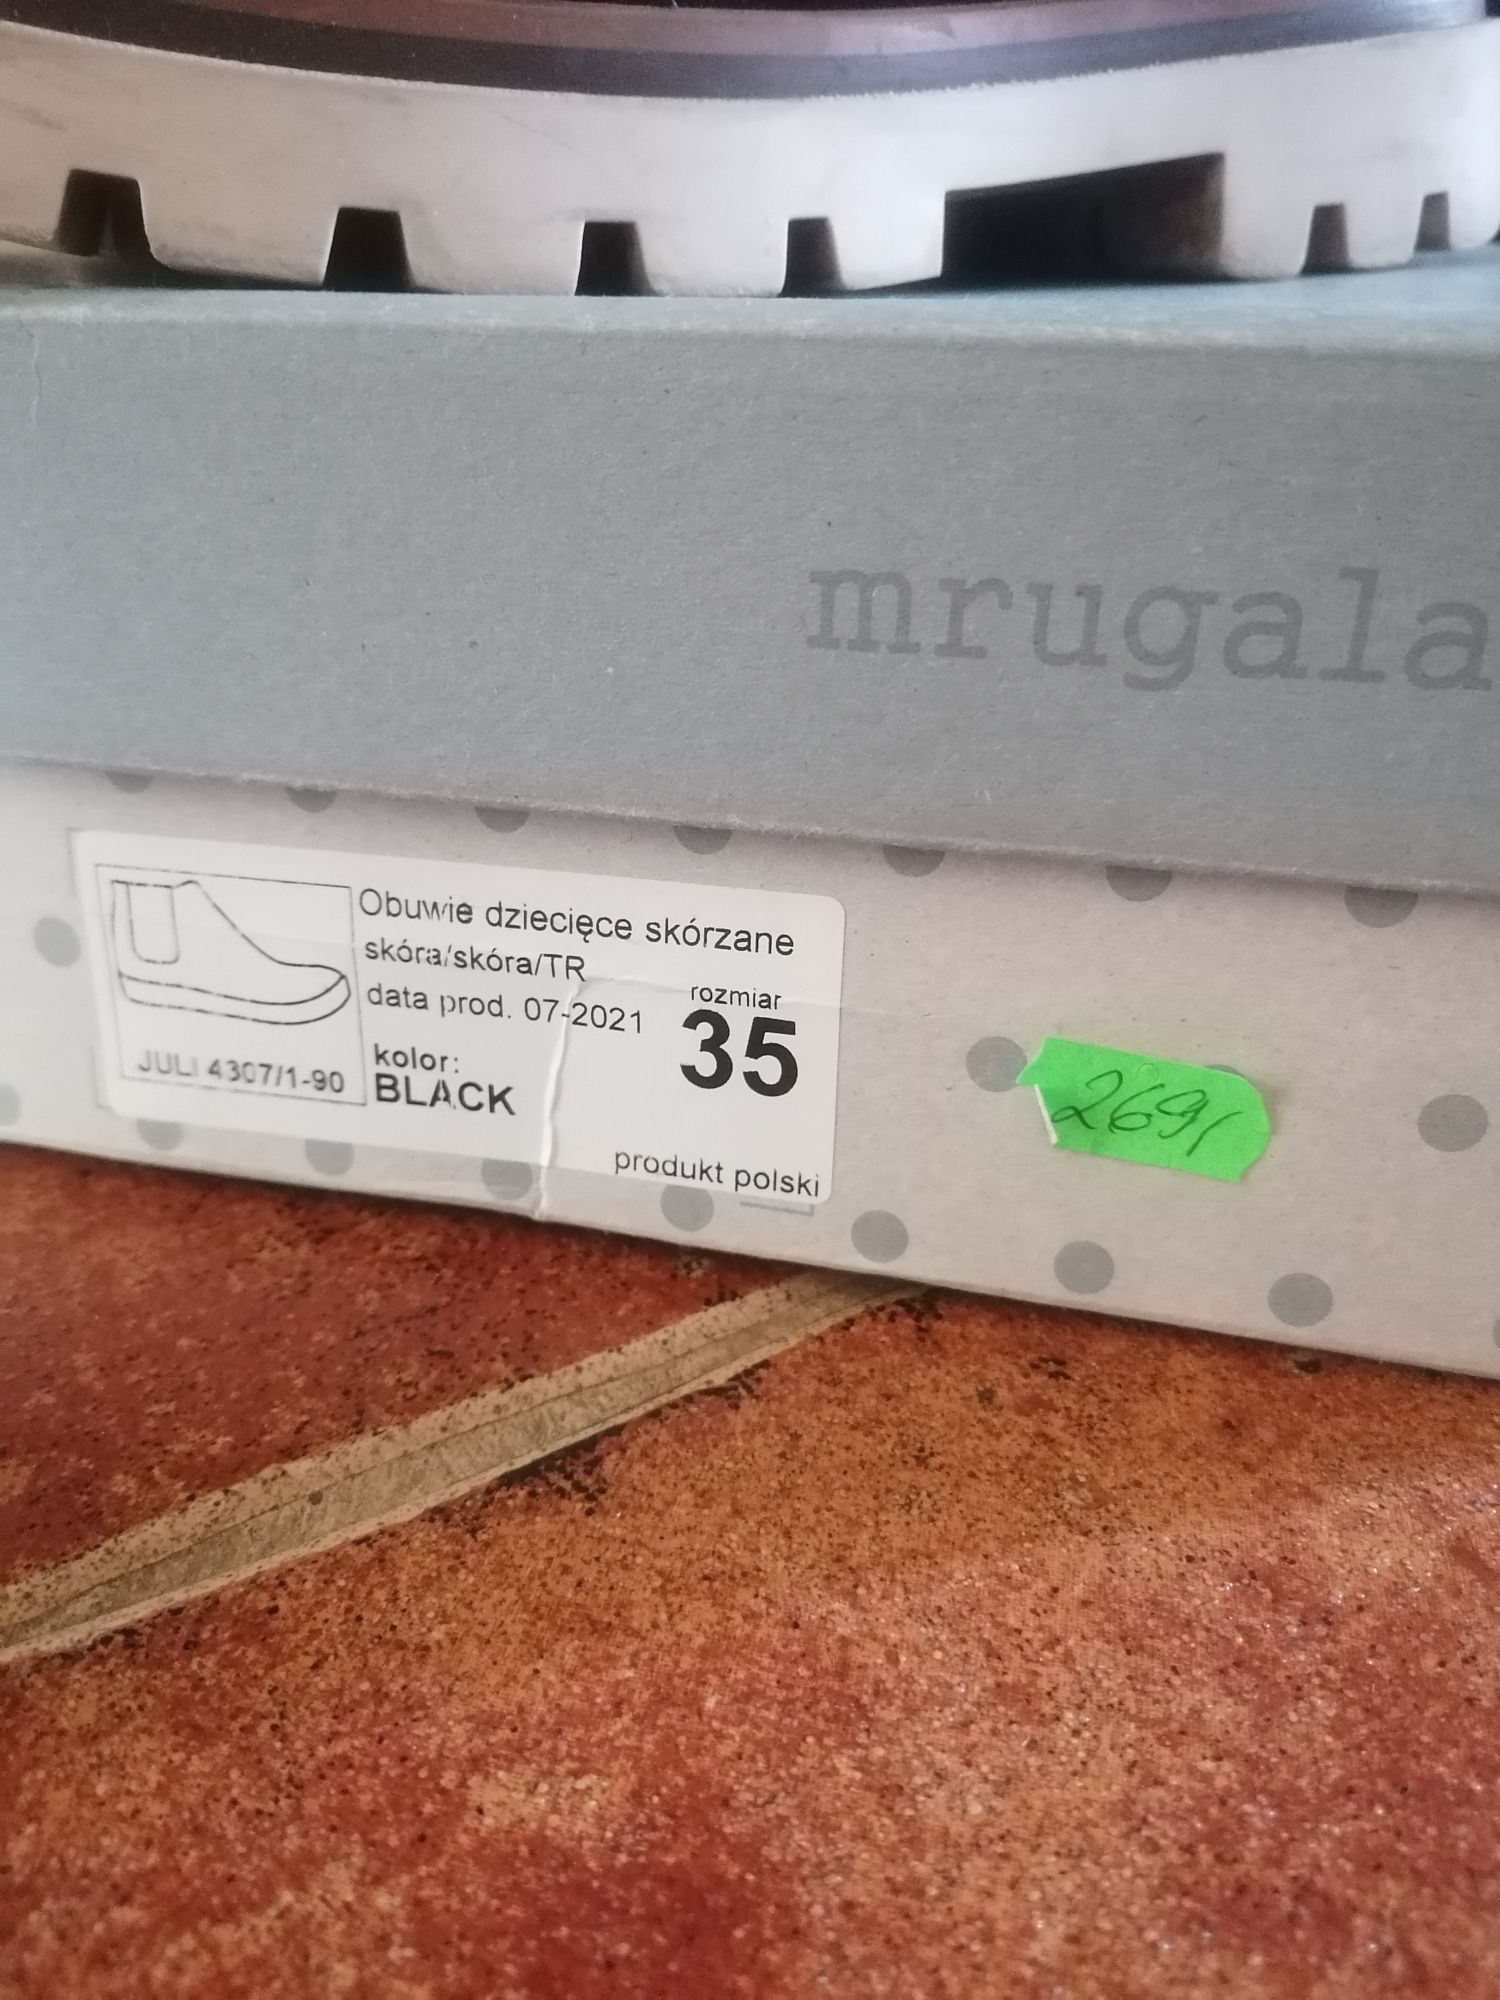 mrugala
Obuwie dziecięce skórzane
skóra/skóra/TR
data prod. 07-2021
rozmiar
35
kolor:
BLACK
JULI 4307/1-90
produkt polski
269,